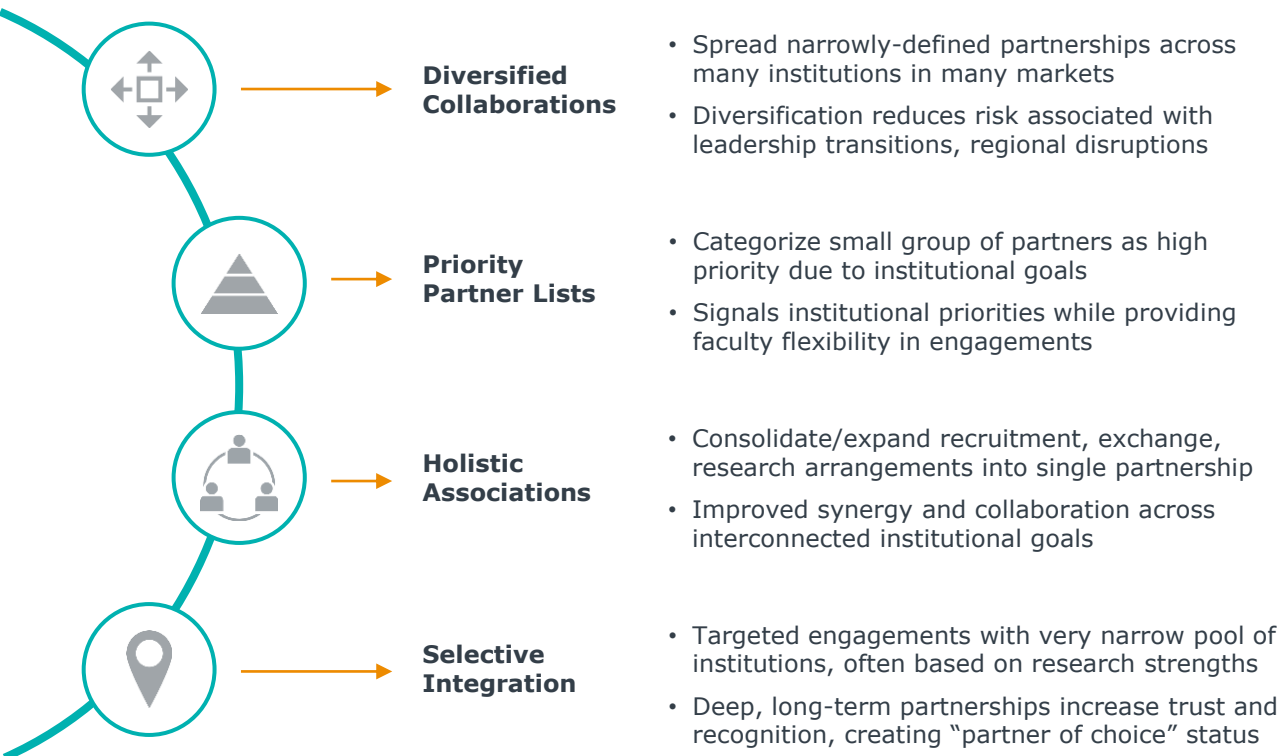 Diversified
Collaborations
• Spread narrowly-defined partnerships across
many institutions in many markets
• Diversification reduces risk associated with
leadership transitions, regional disruptions
Priority
Partner Lists
• Categorize small group of partners as high
priority due to institutional goals
• Signals institutional priorities while providing
faculty flexibility in engagements
Holistic
Associations
• Consolidate/expand recruitment, exchange,
research arrangements into single partnership
• Improved synergy and collaboration across
interconnected institutional goals
Selective
Integration
• Targeted engagements with very narrow pool of
institutions, often based on research strengths
• Deep, long-term partnerships increase trust and
recognition, creating “partner of choice” status